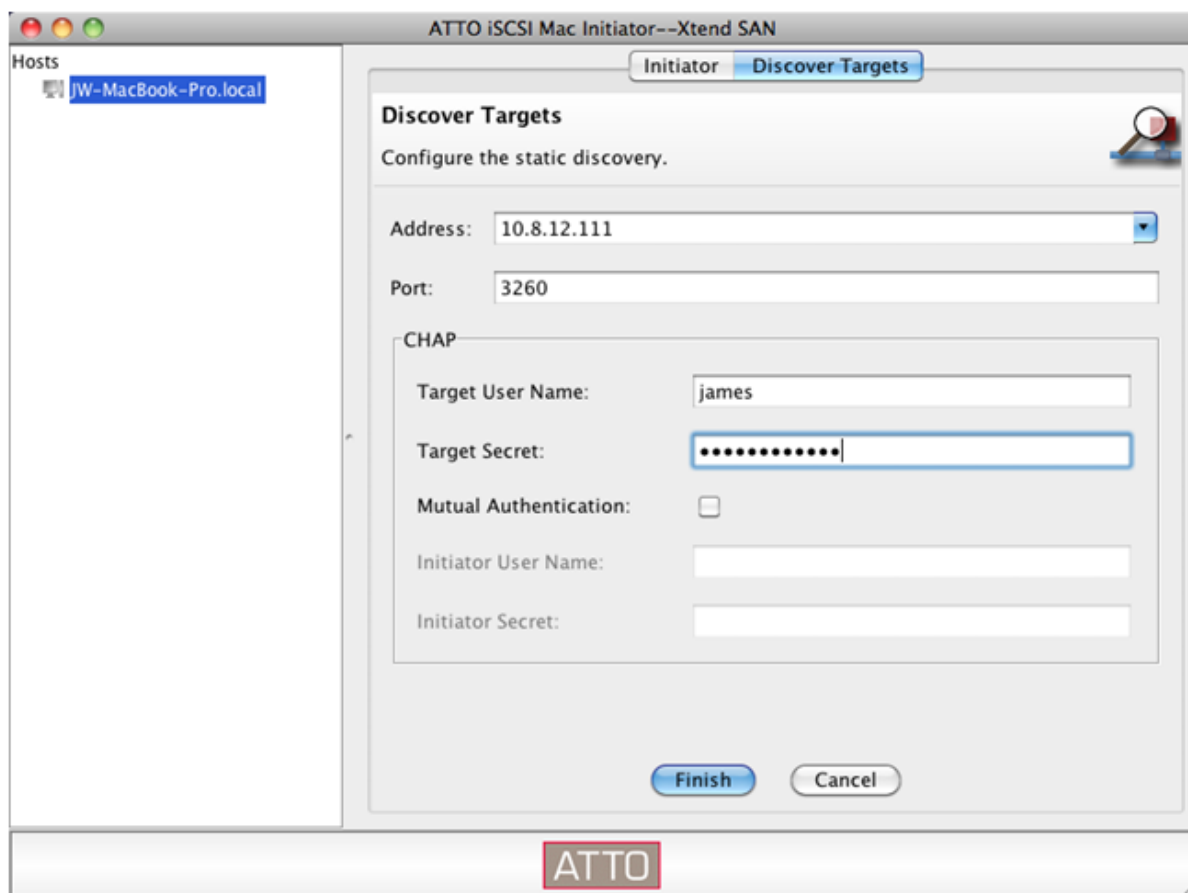 ATTO iSCSI Mac Initiator--Xtend SAN
Hosts
JW-MacBook-Pro.local
Initiator
Discover Targets
Discover Targets
Configure the static discovery.
Address: 10.8.12.111
Port: 3260
CHAP
Target User Name: james
Target Secret: ••••••••••••
Mutual Authentication:
Initiator User Name:
Initiator Secret:
Finish
Cancel
ATTO